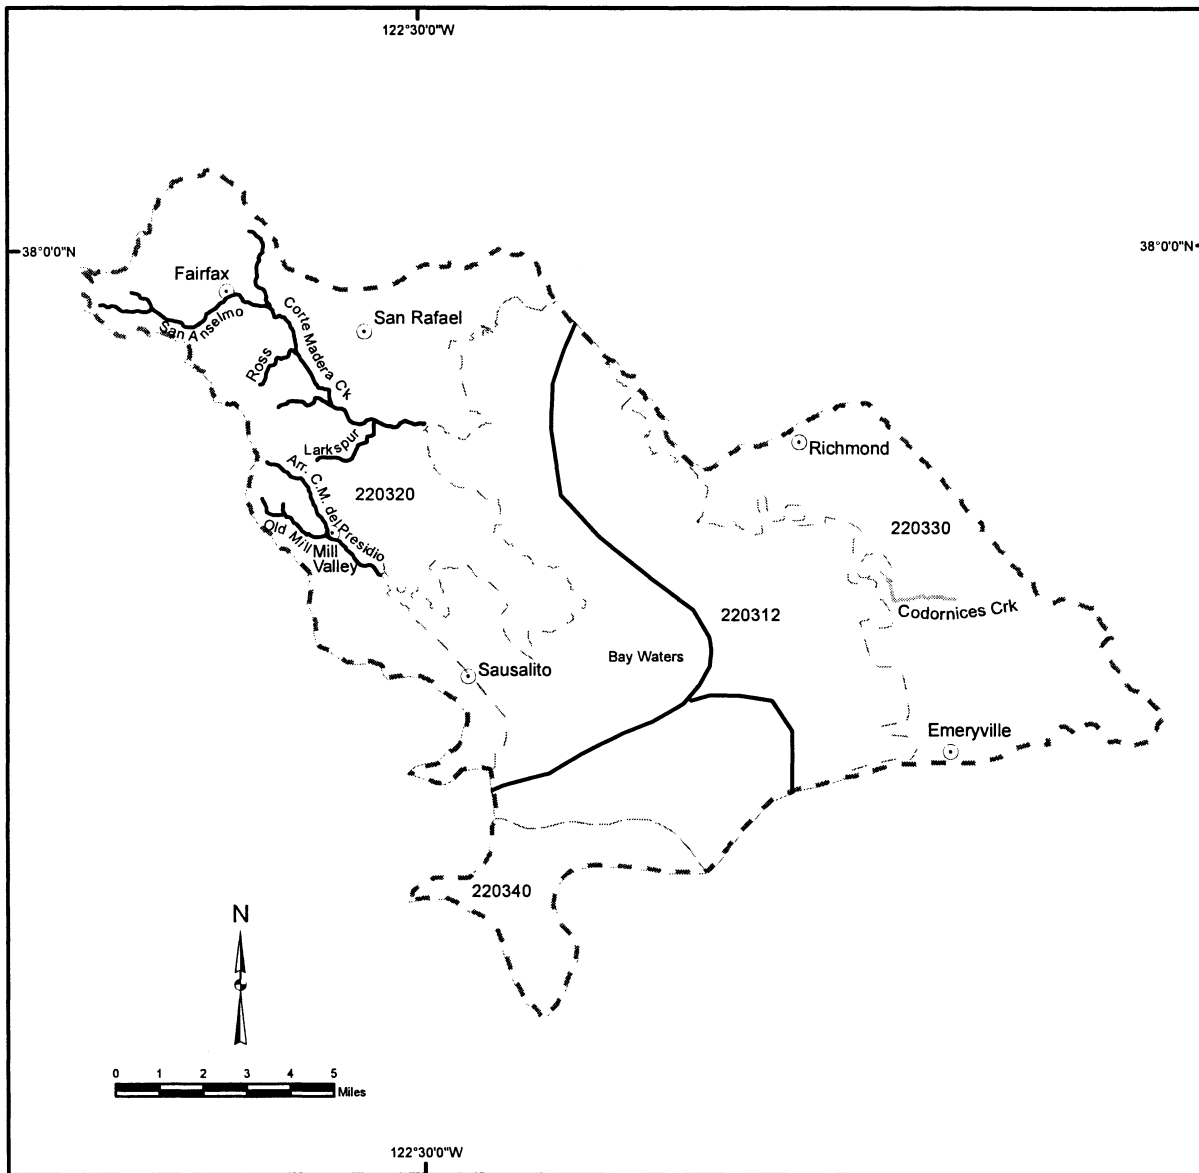 122°30'0"W
38°0'0"N
38°0'0"N
Fairfax
San Anselmo
Corte Madera Ck
San Rafael
Ross
Larkspur
Richmond
Arr. C.M. del Presidio
220320
Old Mill
Mill
Valley
220330
Codornices Crk
220312
Bay Waters
Sausalito
Emeryville
220340
N
0 1 2 3 4 5
Miles
122°30'0"W